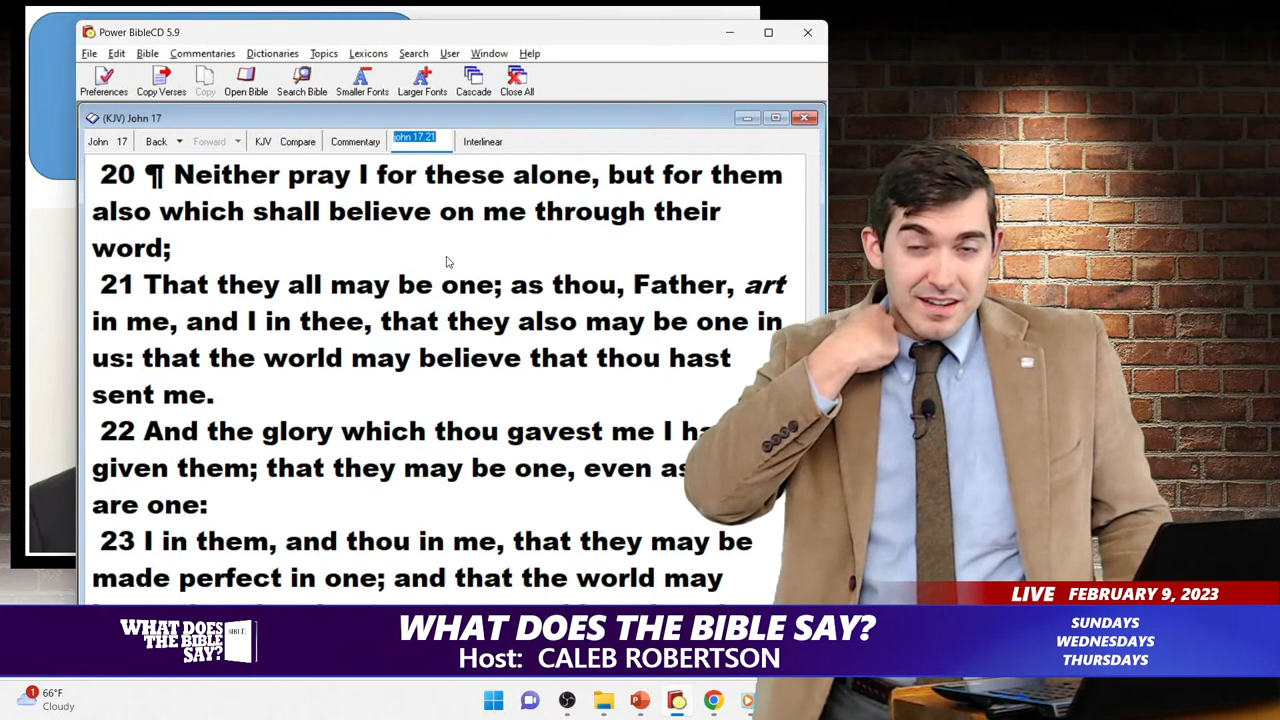 Power BibleCD 5.9
File Edit Bible Commentaries Dictionaries Topics Lexicons Search User Window Help
Preferences Copy Verses Copy Open Bible Search Bible Smaller Fonts Larger Fonts Cascade Close All
(KJV) John 17
John 17 Back Forward KJV Compare Commentary john 17.21 Interlinear
20 ¶ Neither pray I for these alone, but for them
also which shall believe on me through their
word;
21 That they all may be one; as thou, Father, art
in me, and I in thee, that they also may be one in
us: that the world may believe that thou hast
sent me.
22 And the glory which thou gavest me I
given them; that they may be one, even as
are one:
23 I in them, and thou in me, that they may be
made perfect in one; and that the world may
LIVE FEBRUARY 9, 2023
WHAT DOES
THE BIBLE
SAY?
BIBLE
WHAT DOES THE BIBLE SAY?
Host: CALEB ROBERTSON
SUNDAYS
WEDNESDAYS
THURSDAYS
1
66°F
Cloudy